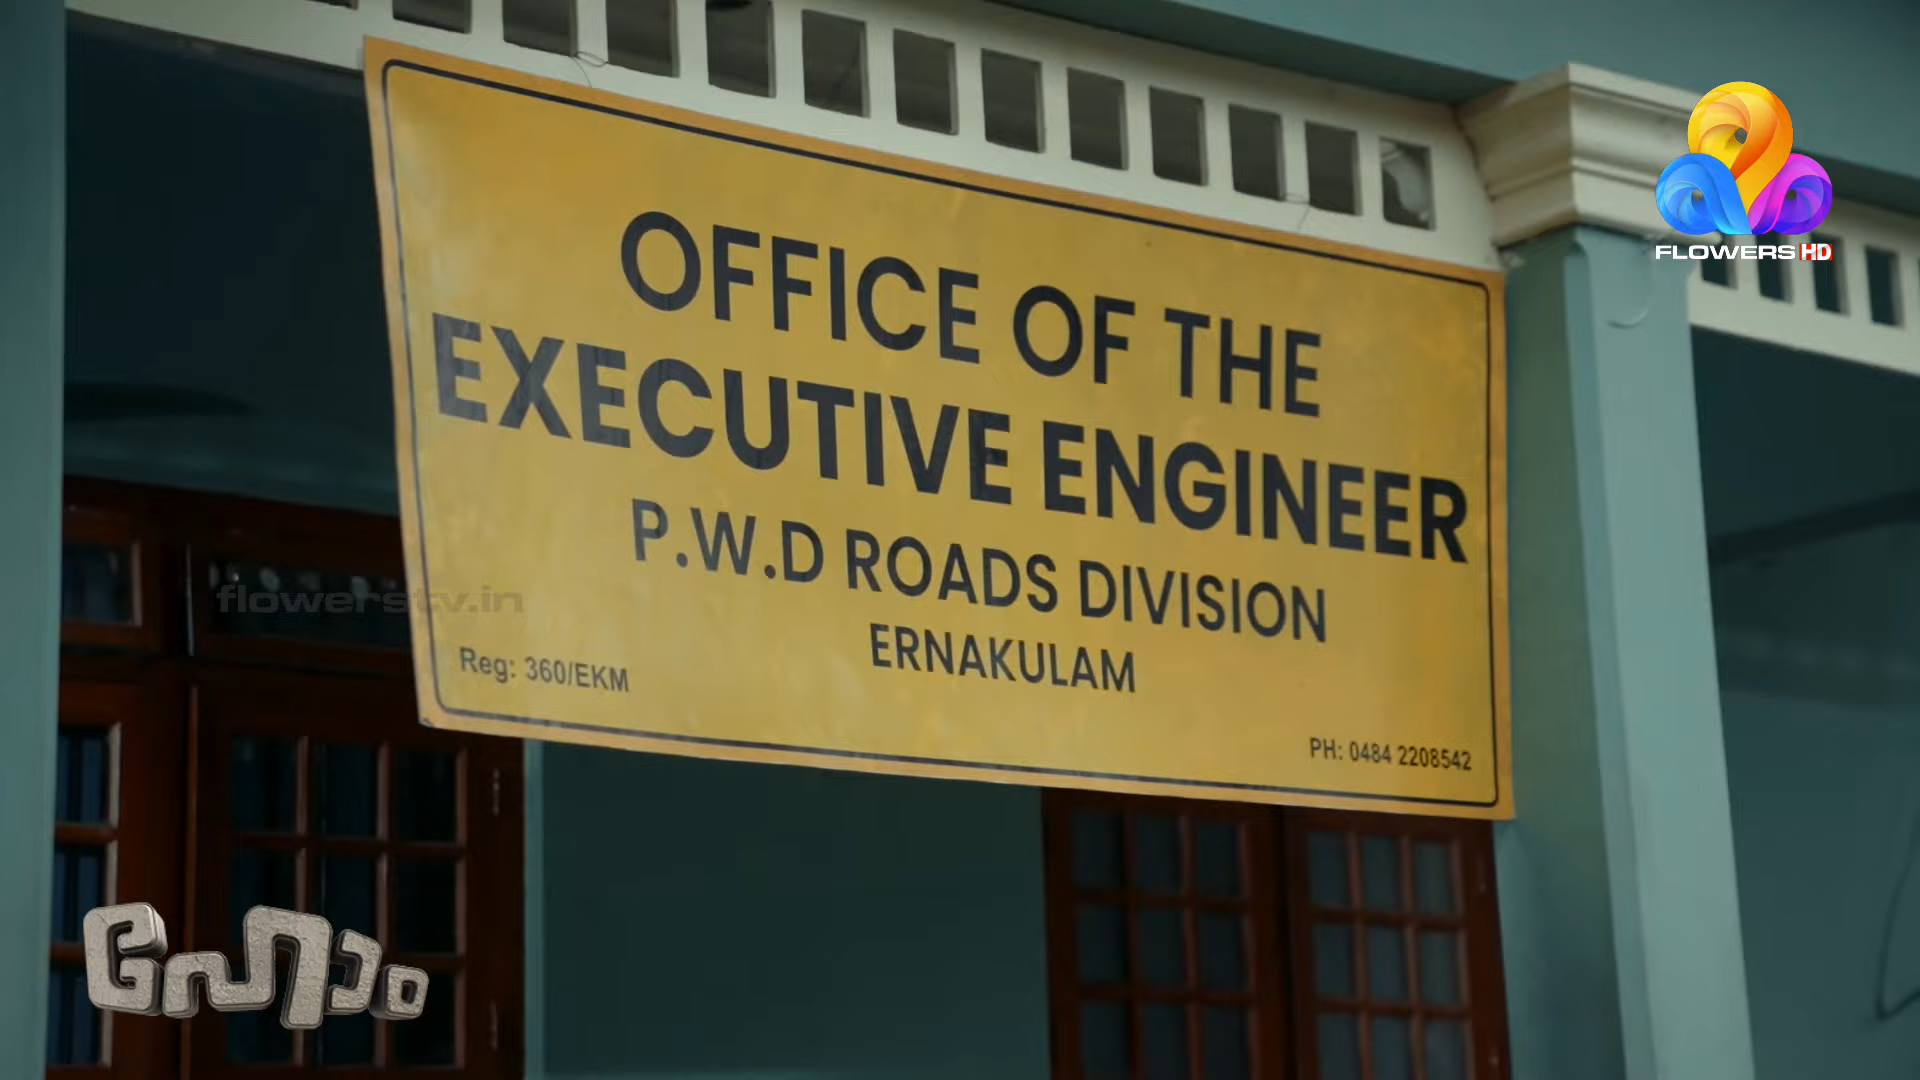 FLOWERS HD
OFFICE OF THE
EXECUTIVE ENGINEER
P.W.D ROADS DIVISION
ERNAKULAM
Reg: 360/EKM
PH: 0484 2208542
flowerstv.in
ഹോം